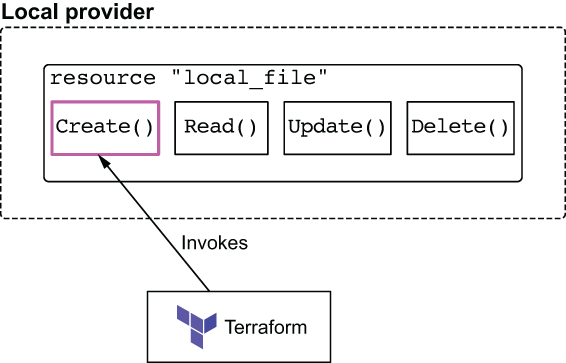 Local provider
resource "local_file"
Create() Read() Update() Delete()
Invokes
Terraform